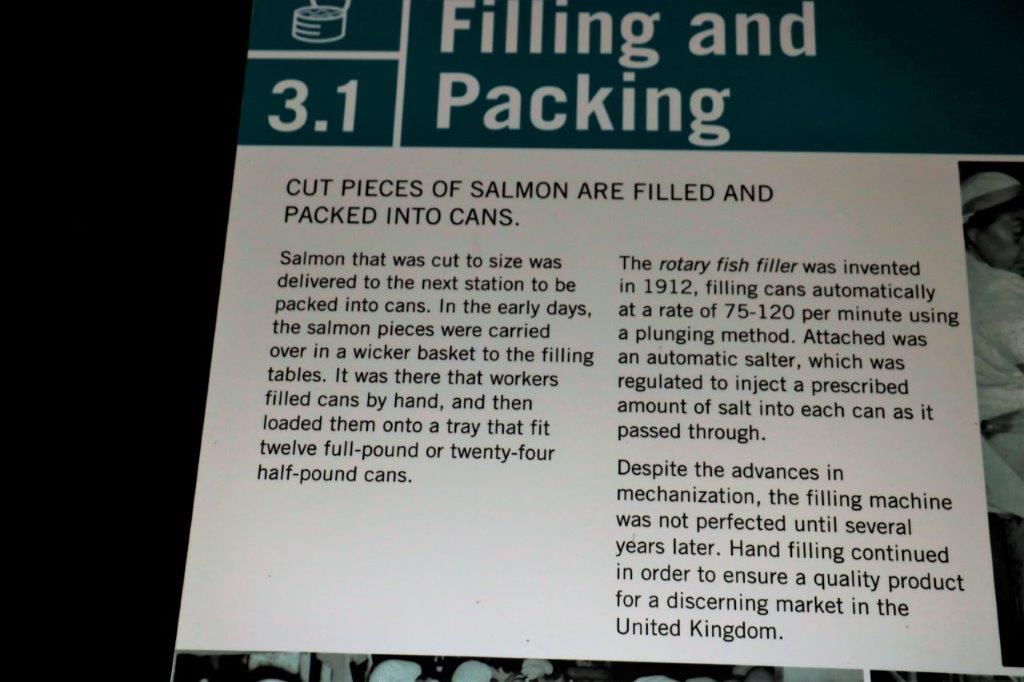 Filling and
Packing
3.1
CUT PIECES OF SALMON ARE FILLED AND
PACKED INTO CANS.
Salmon that was cut to size was
delivered to the next station to be
packed into cans. In the early days,
the salmon pieces were carried
over in a wicker basket to the filling
tables. It was there that workers
filled cans by hand, and then
loaded them onto a tray that fit
twelve full-pound or twenty-four
half-pound cans.
The rotary fish filler was invented
in 1912, filling cans automatically
at a rate of 75-120 per minute using
a plunging method. Attached was
an automatic salter, which was
regulated to inject a prescribed
amount of salt into each can as it
passed through.
Despite the advances in
mechanization, the filling machine
was not perfected until several
years later. Hand filling continued
in order to ensure a quality product
for a discerning market in the
United Kingdom.